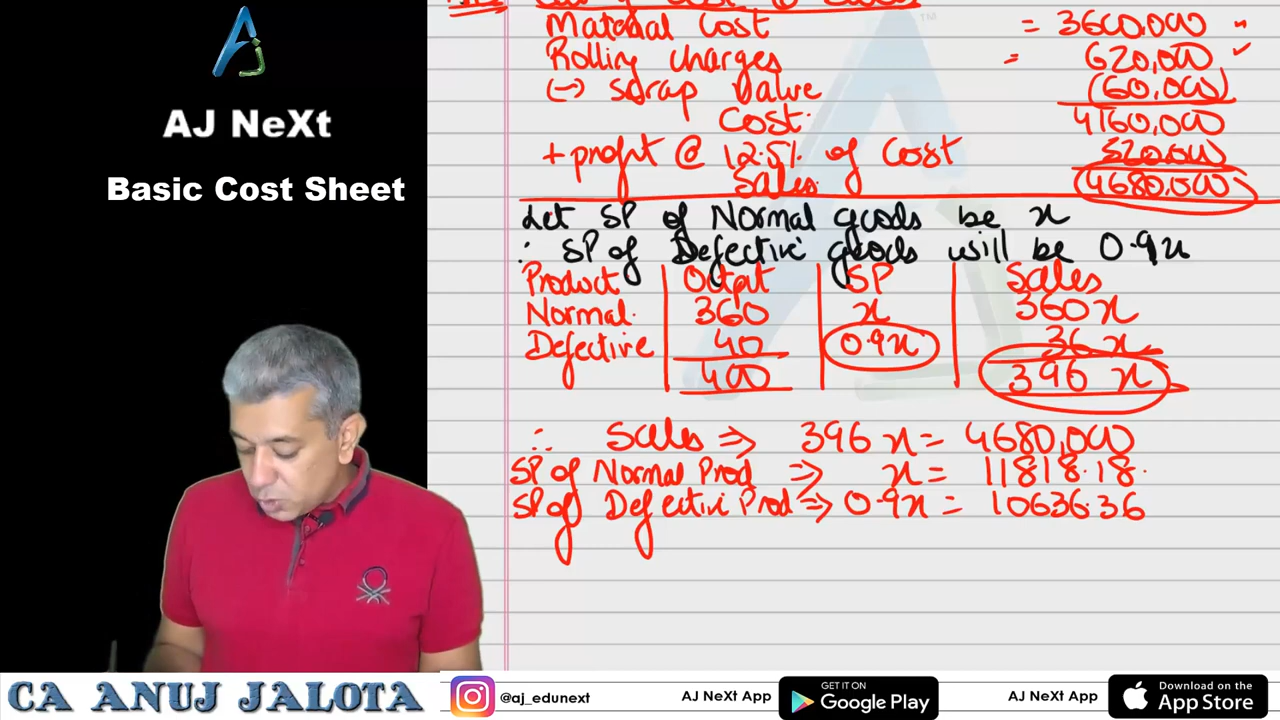 AJ NeXt
Basic Cost Sheet
Material Cost = 3600,000
Rolling charges = 620,000 ✓
(-) Scrap Value (60,000)
Cost. 4160,000
+ profit @ 12.5% of Cost 520,000
Sales. 4680,000
Let SP of Normal goods be x
∴ SP of Defective goods will be 0.9x
Product Output SP Sales
Normal. 360 x 360x
Defective 40 0.9x 36x
400 396 x
∴ Sales ⇒ 396 x = 4680,000
SP of Normal Prod ⇒ x = 11818.18.
SP of Defective Prod ⇒ 0.9x = 10636.36
CA ANUJ JALOTA @aj_edunext AJ NeXt App GET IT ON Google Play AJ NeXt App Download on the App Store